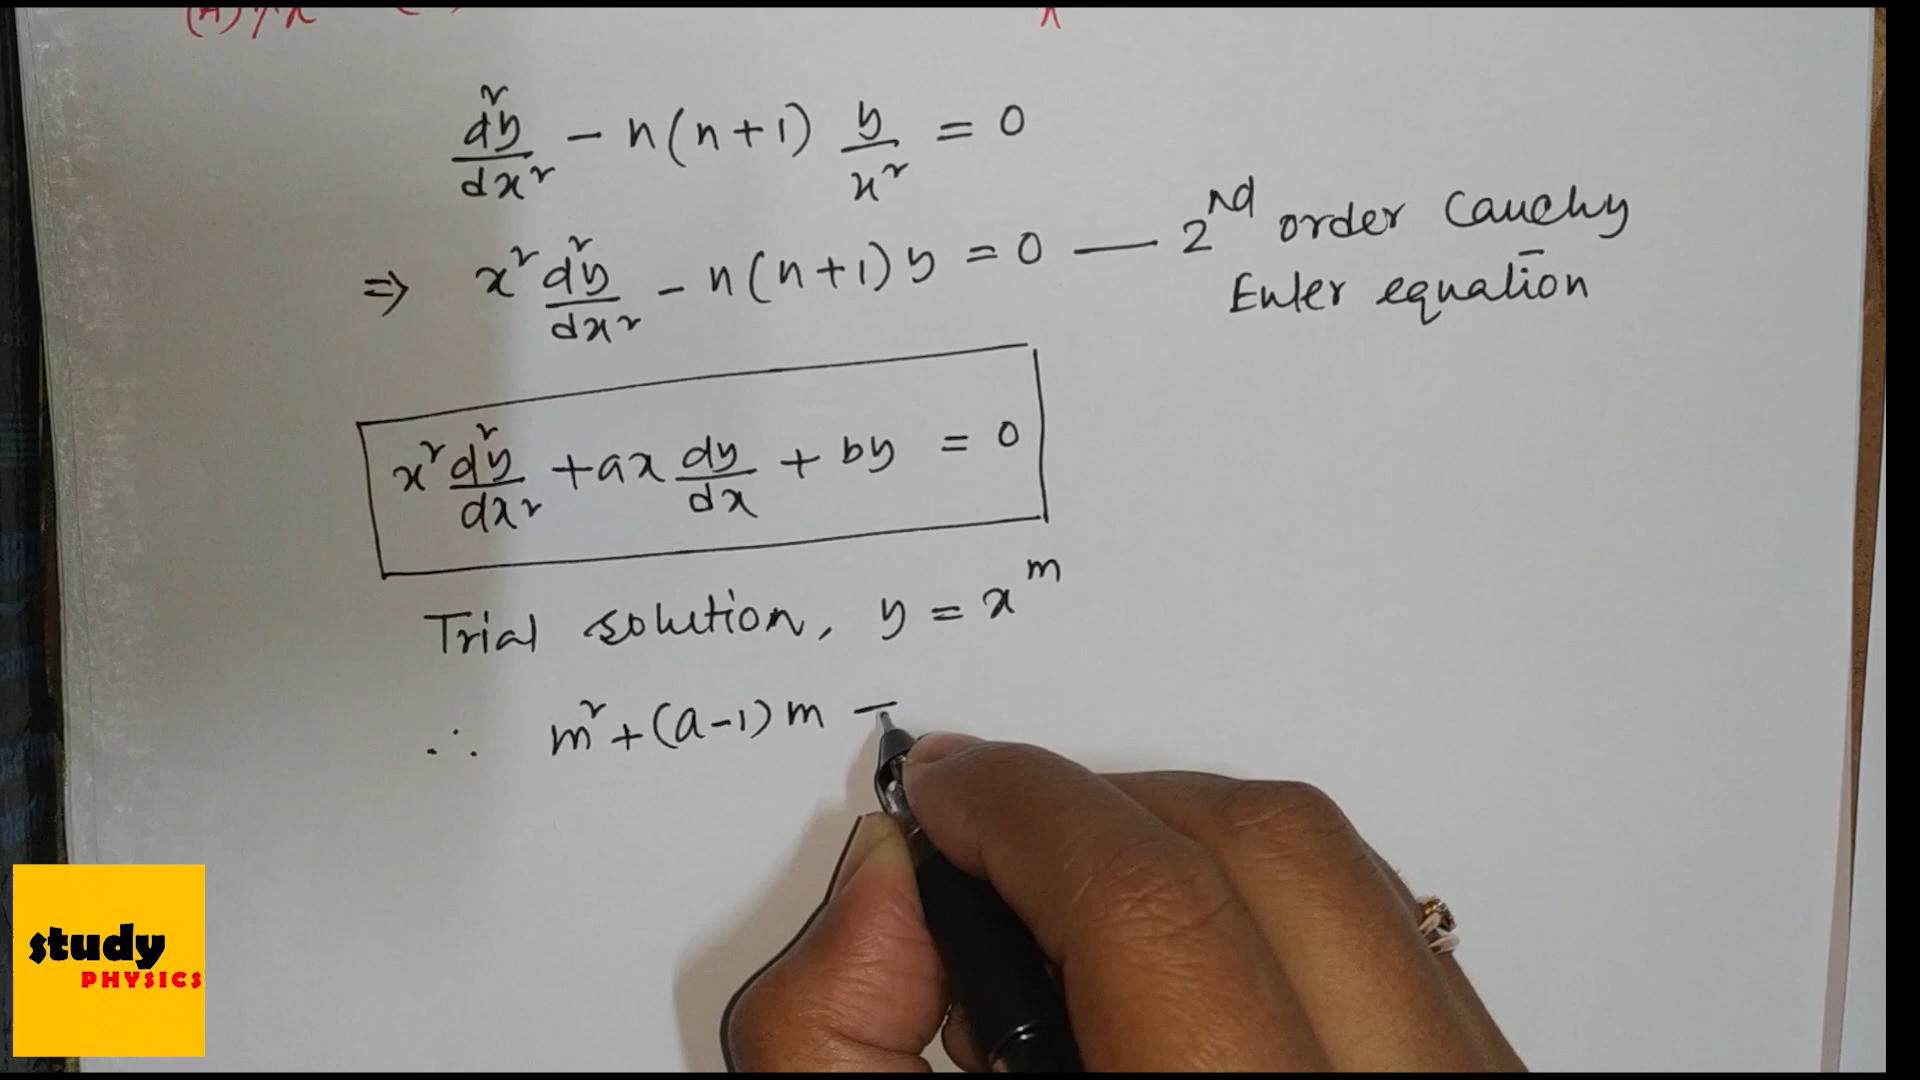 d²y/dx² - n(n+1) y/x² = 0
⇒ x² d²y/dx² - n(n+1)y = 0 — 2nd order Cauchy
Euler equation
x² d²y/dx² + ax dy/dx + by = 0
Trial solution, y = x^m
∴ m² + (a-1)m
study
PHYSICS